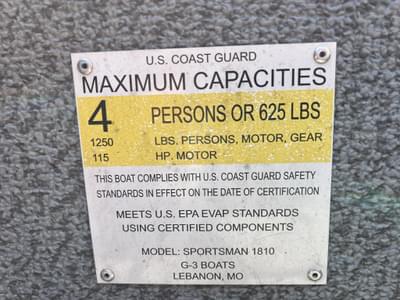 U.S. COAST GUARD
MAXIMUM CAPACITIES
4 PERSONS OR 625 LBS
1250 LBS. PERSONS, MOTOR, GEAR
115 HP. MOTOR
THIS BOAT COMPLIES WITH U.S. COAST GUARD SAFETY
STANDARDS IN EFFECT ON THE DATE OF CERTIFICATION
MEETS U.S. EPA EVAP STANDARDS
USING CERTIFIED COMPONENTS
MODEL: SPORTSMAN 1810
G-3 BOATS
LEBANON, MO